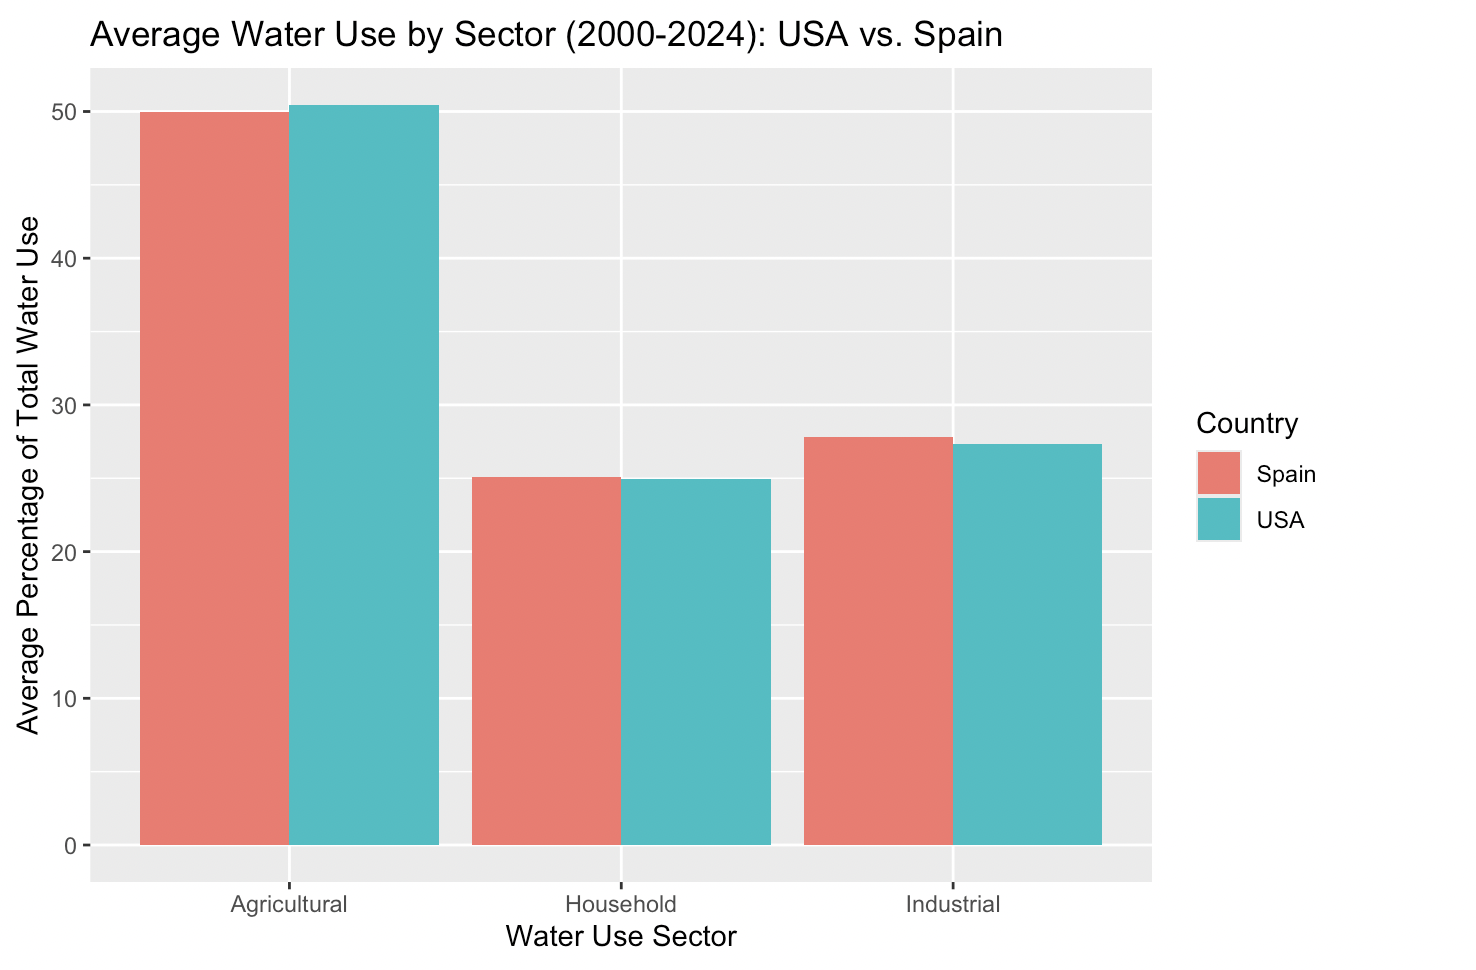 Average Water Use by Sector (2000-2024): USA vs. Spain
Average Percentage of Total Water Use
50
40
30
20
10
0
Agricultural
Household
Industrial
Water Use Sector
Country
Spain
USA